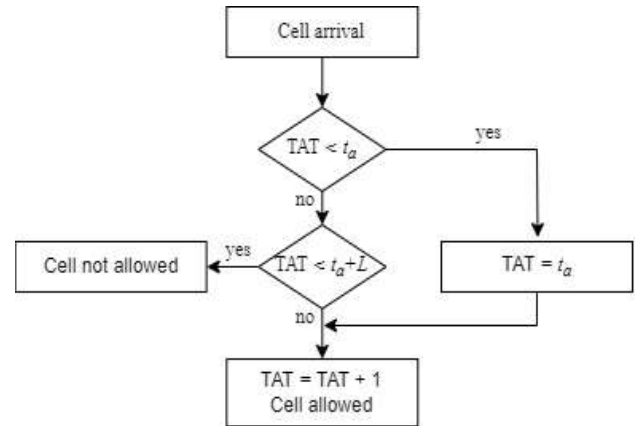 Cell arrival
TAT < tₐ
yes
no
TAT < tₐ+L
yes
Cell not allowed
TAT = tₐ
no
TAT = TAT + 1
Cell allowed